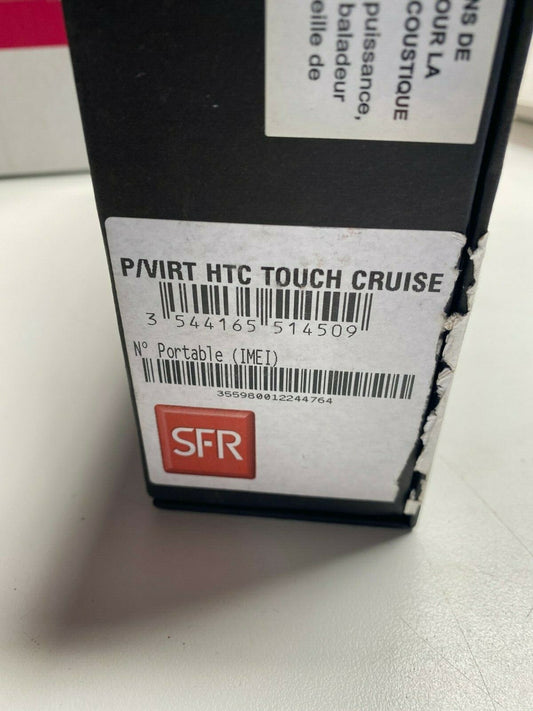 NS DE
OUR LA
COUSTIQUE
puissance,
baladeur
eille de
P/VIRT HTC TOUCH CRUISE
3 544165 514509
N° Portable (IMEI)
355980012244764
SFR